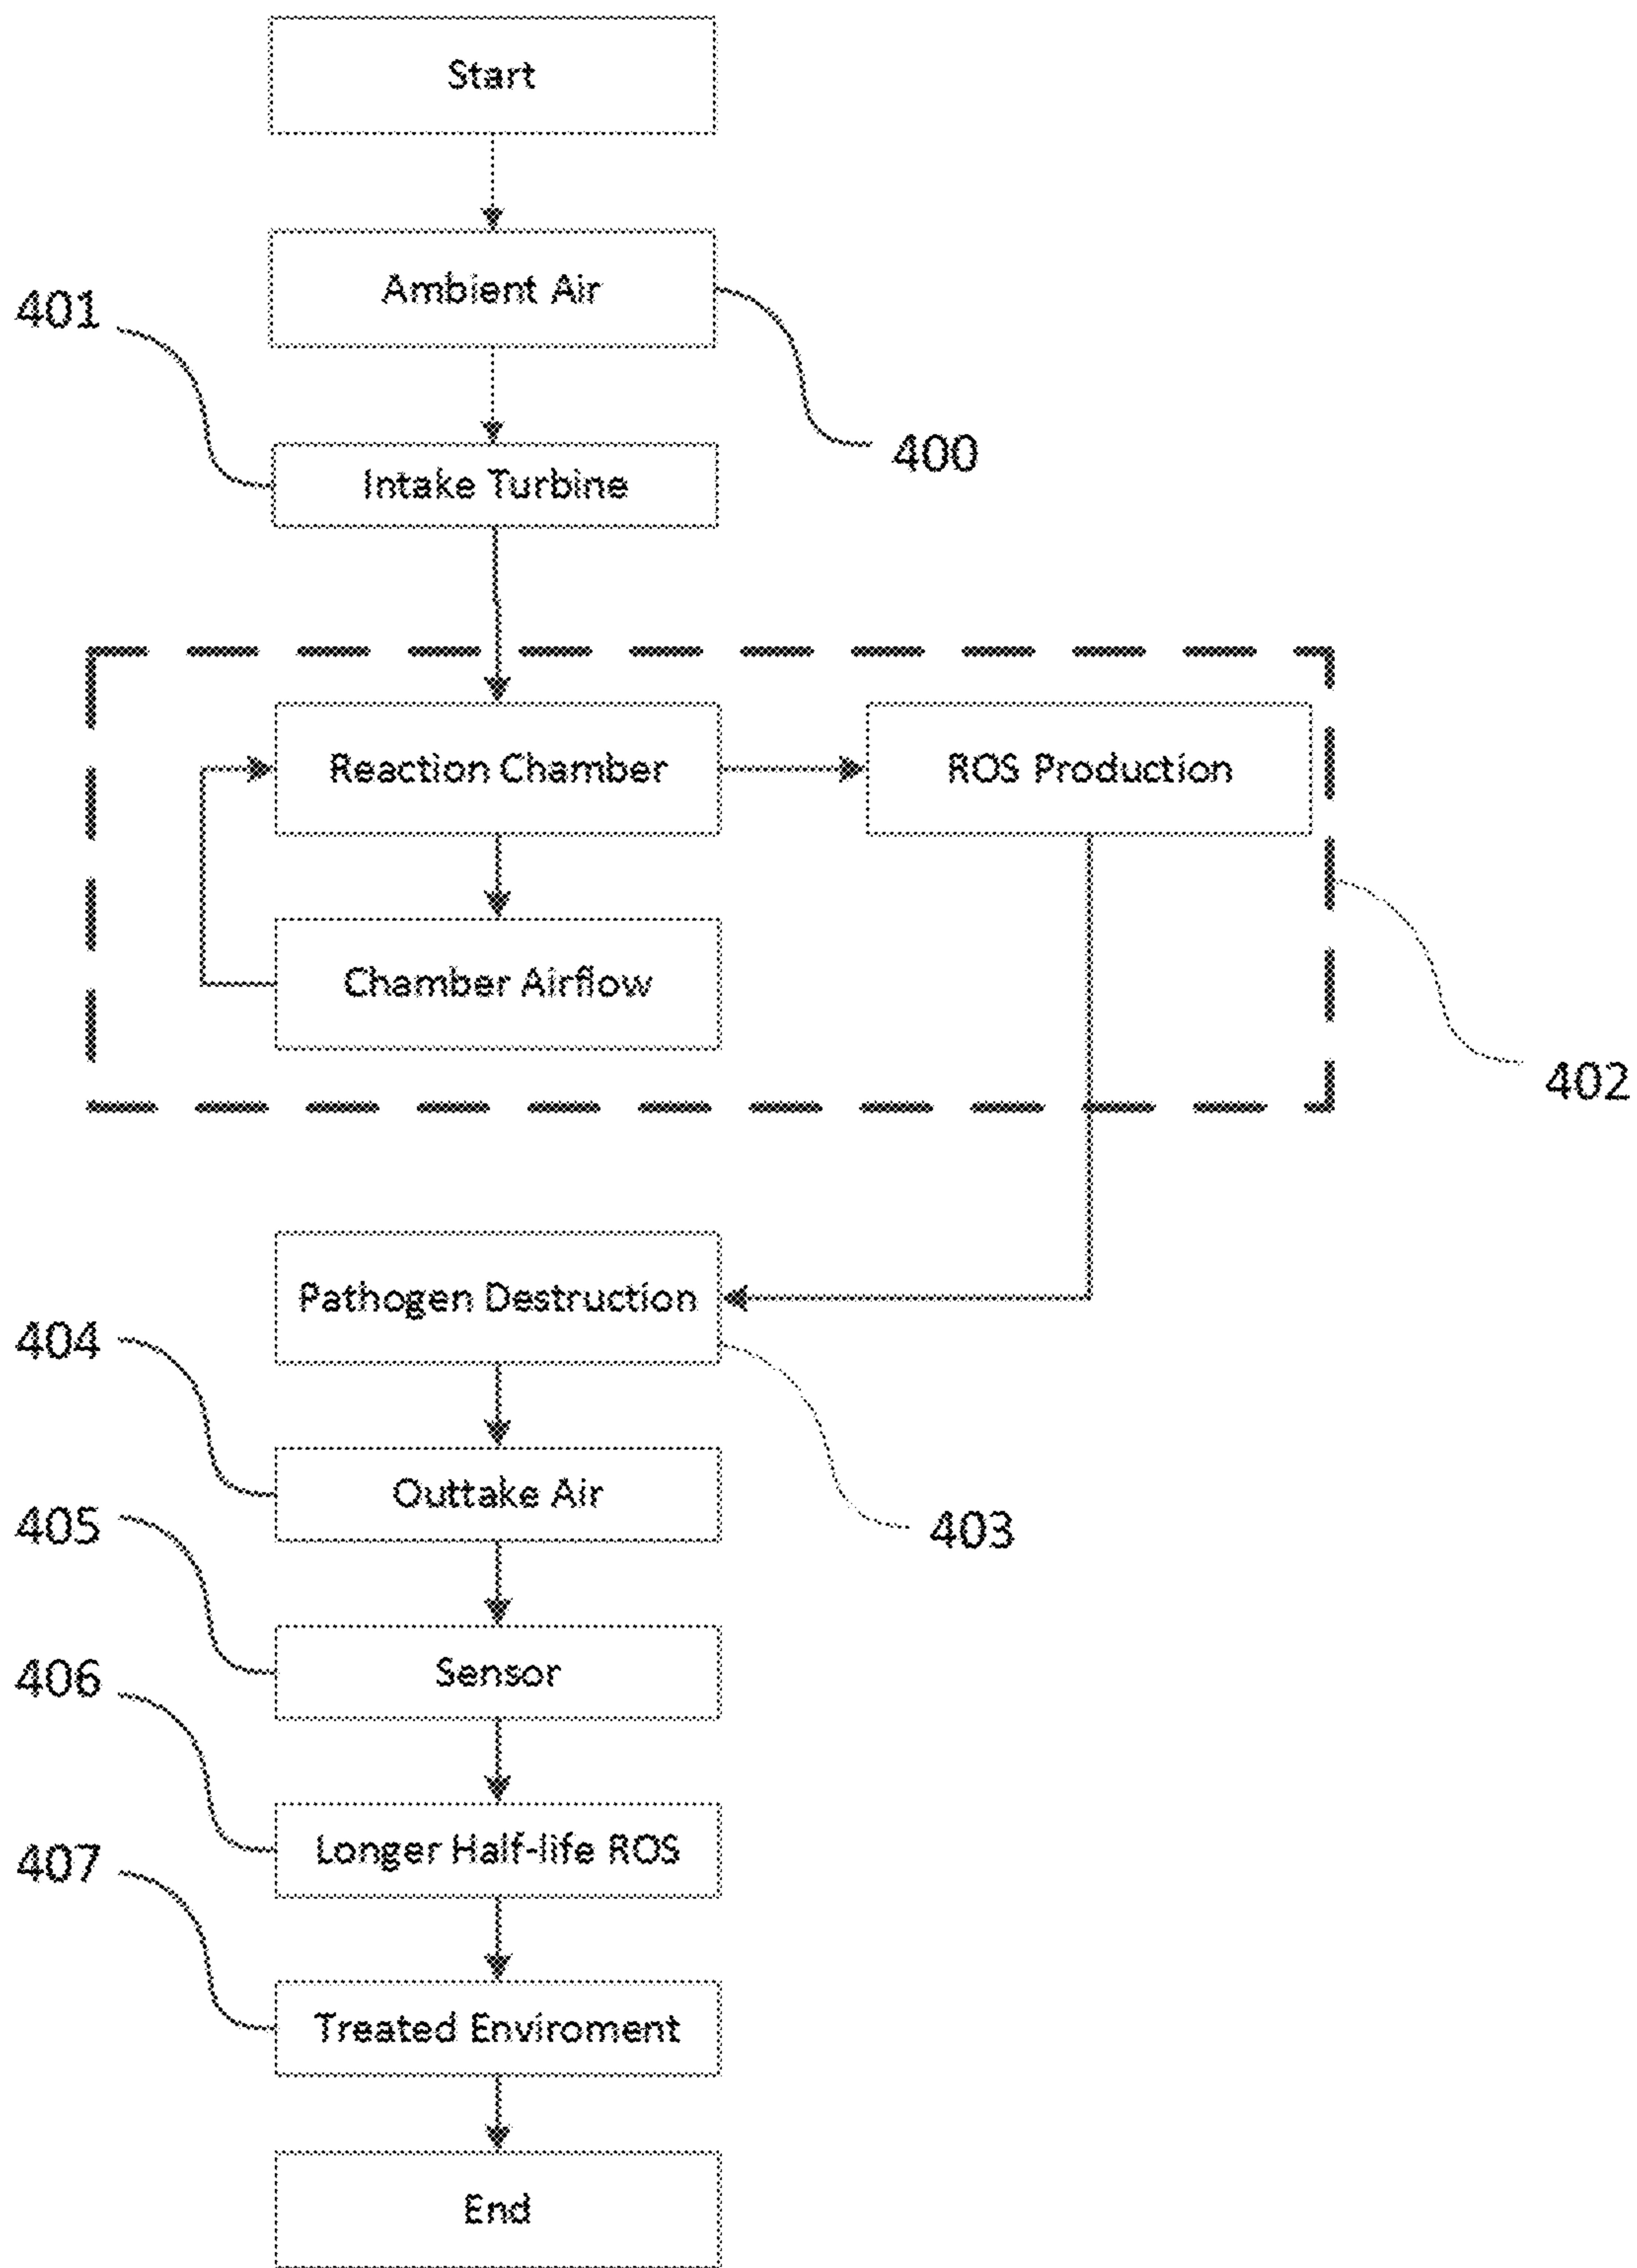 Start
Ambient Air
401
400
Intake Turbine
Reaction Chamber
ROS Production
Chamber Airflow
402
Pathogen Destruction
404
Outtake Air
403
405
Sensor
406
Longer Half-life ROS
407
Treated Enviroment
End